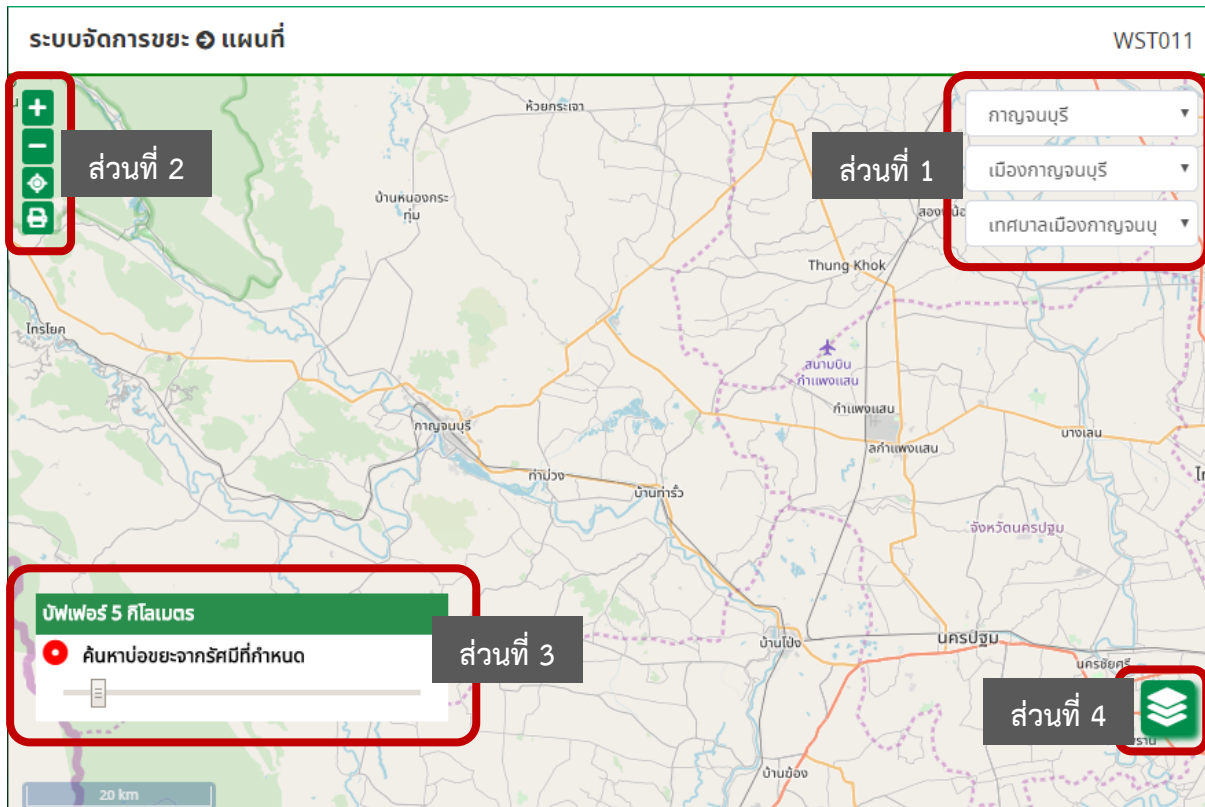 ระบบจัดการขยะ แผนที่
WST011
ห้วยกระเจา
กาญจนบุรี
ส่วนที่ 2
ส่วนที่ 1
เมืองกาญจนบุรี
บ้านหนองกระ
ทุ่ม
สอง
เทศบาลเมืองกาญจนบุ
Thung Khok
ไทรโยค
สนามบิน
กำแพงแสน
กำแพงแสน
กาญจนบุรี
บางเลน
ลกำแพงแสน
ท่าม่วง
บ้านท่าเรือ
จังหวัดนครปฐม
บัฟเฟอร์ 5 กิโลเมตร
ค้นหาบ่อขยะจากรัศมีที่กำหนด
ส่วนที่ 3
บ้านโป่ง
นครปฐม
นครชัยศรี
ส่วนที่ 4
บ้านฆ้อง
20 km